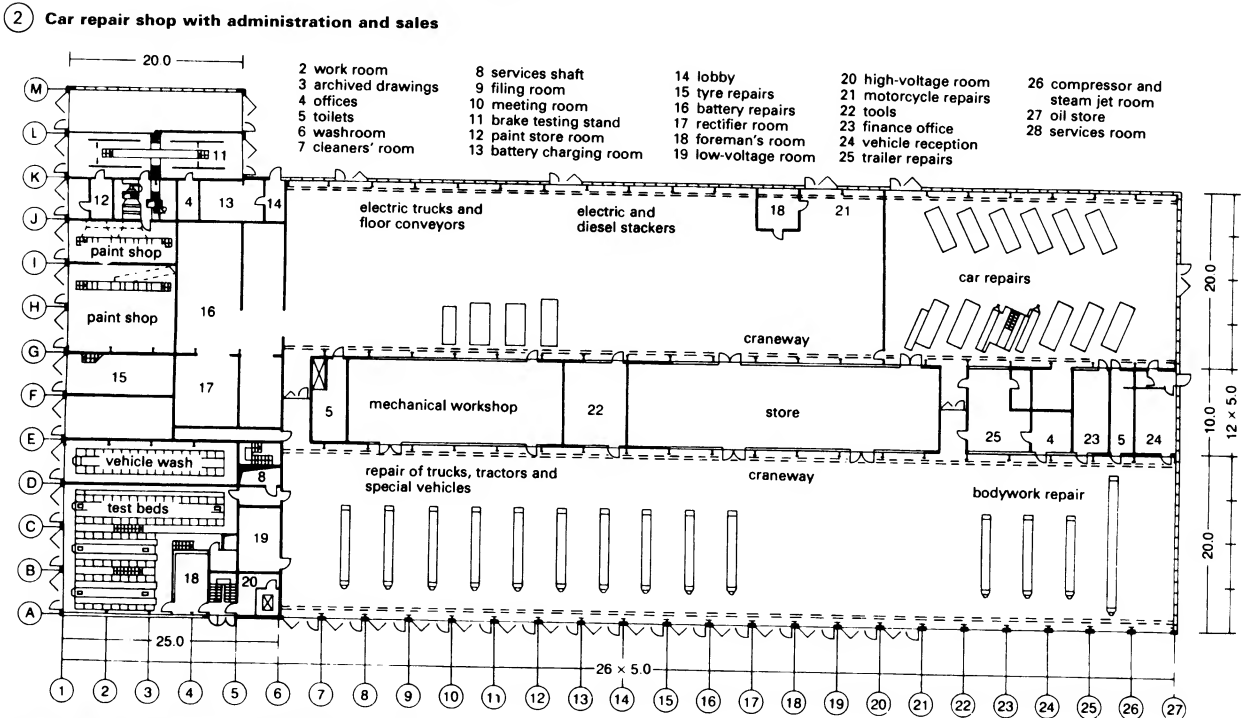 2 Car repair shop with administration and sales
20.0
2 work room
3 archived drawings
4 offices
5 toilets
6 washroom
7 cleaners' room
8 services shaft
9 filing room
10 meeting room
11 brake testing stand
12 paint store room
13 battery charging room
14 lobby
15 tyre repairs
16 battery repairs
17 rectifier room
18 foreman's room
19 low-voltage room
20 high-voltage room
21 motorcycle repairs
22 tools
23 finance office
24 vehicle reception
25 trailer repairs
26 compressor and
steam jet room
27 oil store
28 services room
M
L
11
K
12
4
13
14
electric trucks and
floor conveyors
electric and
diesel stackers
18
21
J
paint shop
I
car repairs
20.0
H
paint shop
16
craneway
G
15
17
F
5
mechanical workshop
22
store
25
4
23
5
24
10.0
12 × 5.0
E
vehicle wash
8
repair of trucks, tractors and
special vehicles
craneway
bodywork repair
D
test beds
C
19
20.0
B
18
20
A
25.0
26 × 5.0
1
2
3
4
5
6
7
8
9
10
11
12
13
14
15
16
17
18
19
20
21
22
23
24
25
26
27